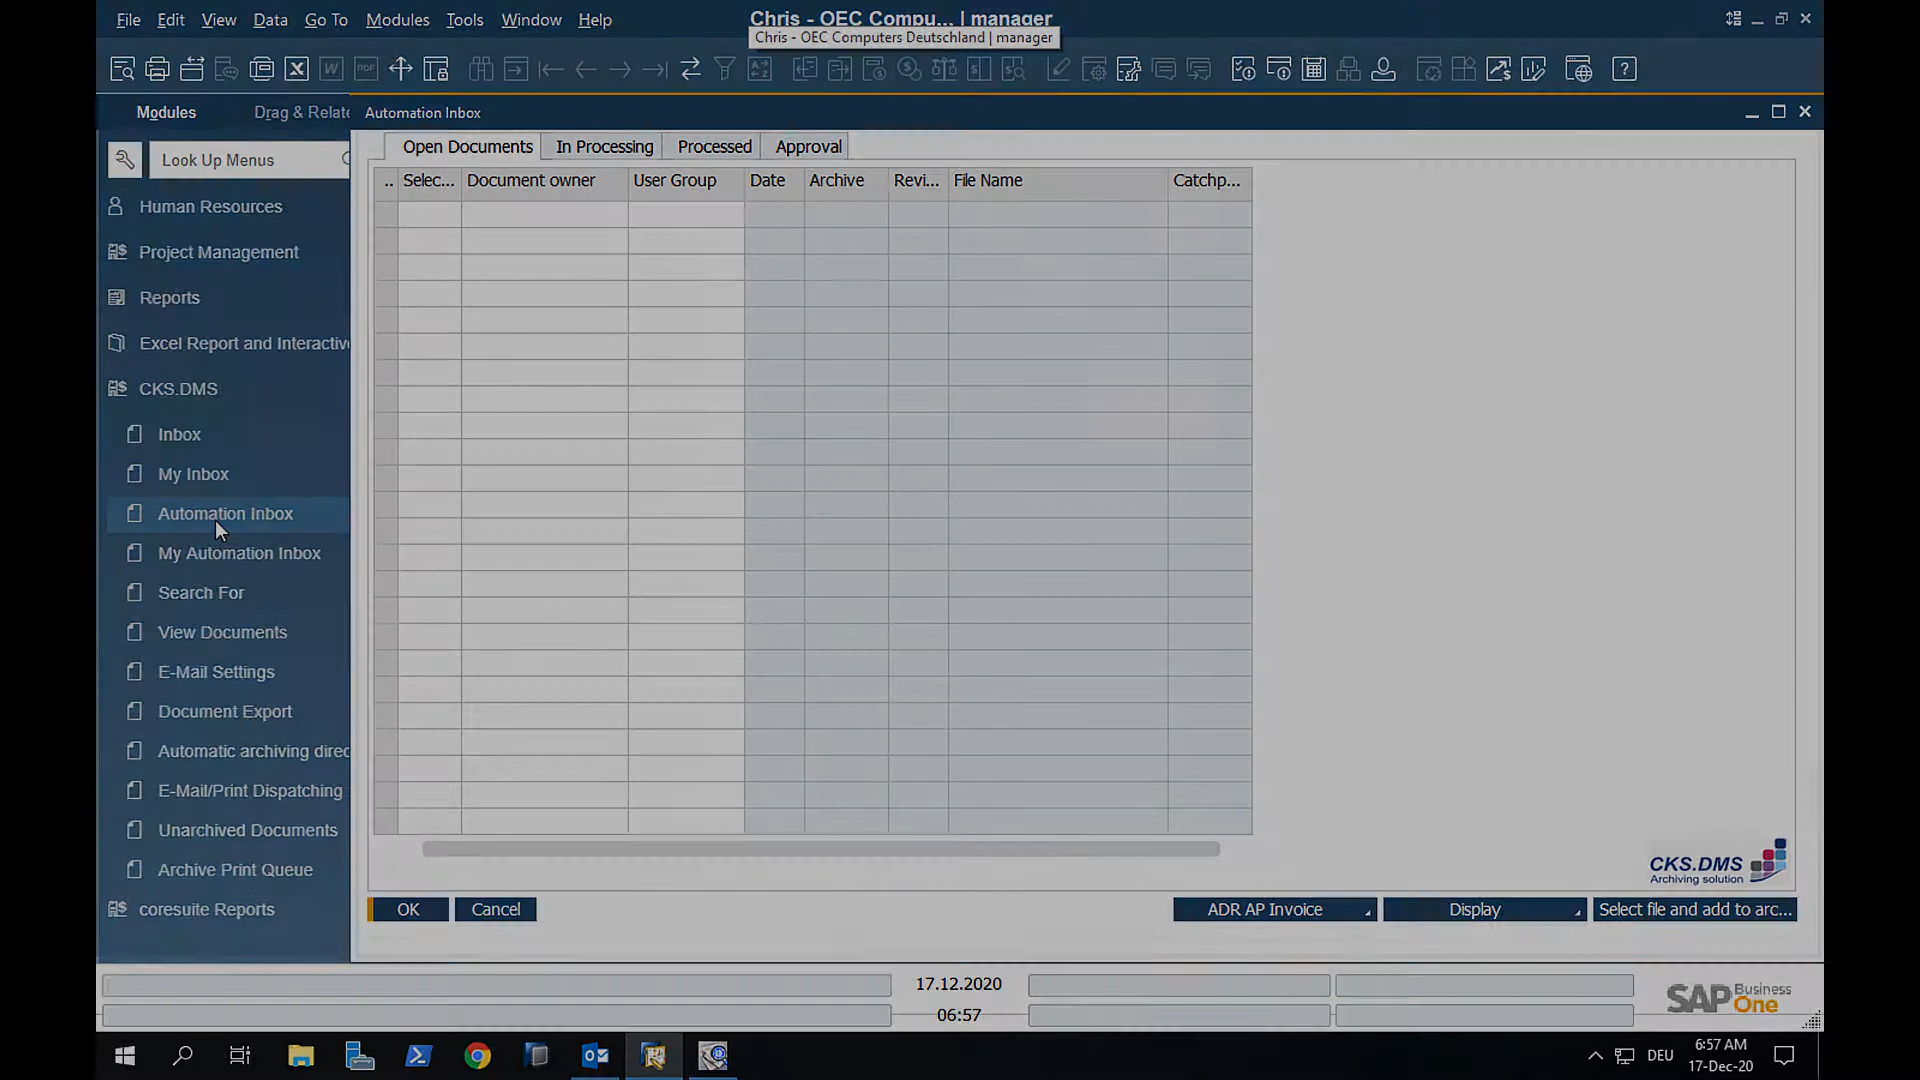 File Edit View Data Go To Modules Tools Window Help
Chris - OEC Compu... | manager
Chris - OEC Computers Deutschland | manager
Modules
Drag & Relate
Automation Inbox
Look Up Menus
Human Resources
Project Management
Reports
Excel Report and Interactive
CKS.DMS
Inbox
My Inbox
Automation Inbox
My Automation Inbox
Search For
View Documents
E-Mail Settings
Document Export
Automatic archiving direc
E-Mail/Print Dispatching
Unarchived Documents
Archive Print Queue
coresuite Reports
Open Documents In Processing Processed Approval
.. Selec... Document owner User Group Date Archive Revi... File Name Catchp...
CKS.DMS
Archiving solution
OK Cancel ADR AP Invoice Display Select file and add to arc...
17.12.2020
06:57
SAP Business One
DEU
6:57 AM
17-Dec-20